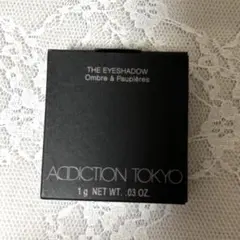 THE EYESHADOW
Ombre à Paupières
ADDICTION TOKYO
1 g NET WT. .03 OZ.